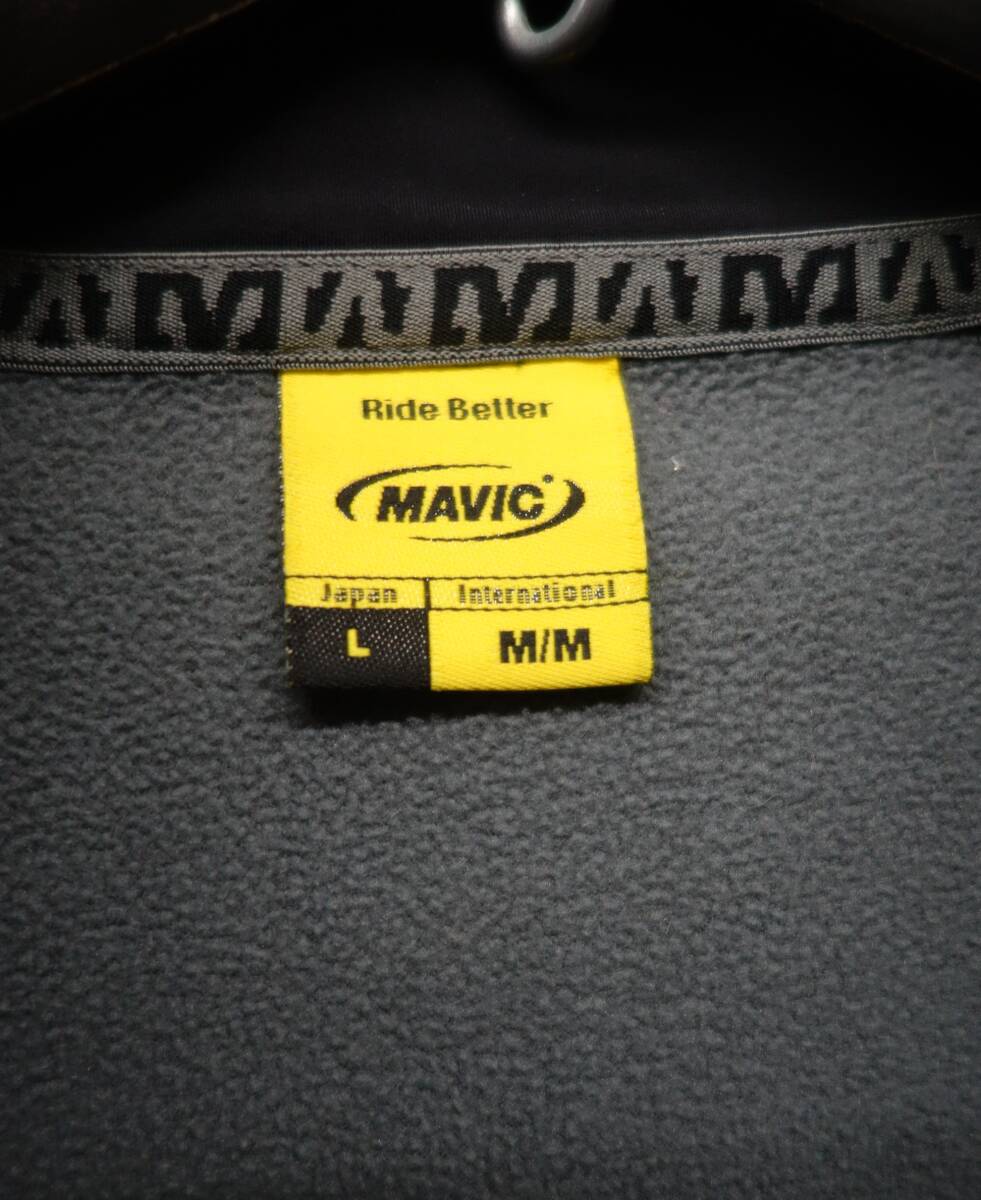 Ride Better
MAVIC
Japan International
L M/M